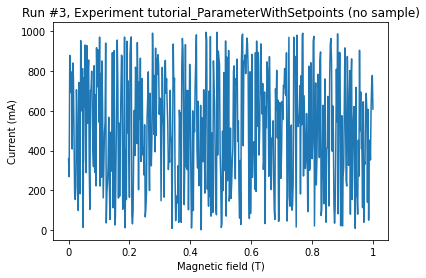 Run #3, Experiment tutorial_ParameterWithSetpoints (no sample)
1000
800
600
400
200
0
Current (mA)
0 0.2 0.4 0.6 0.8 1
Magnetic field (T)